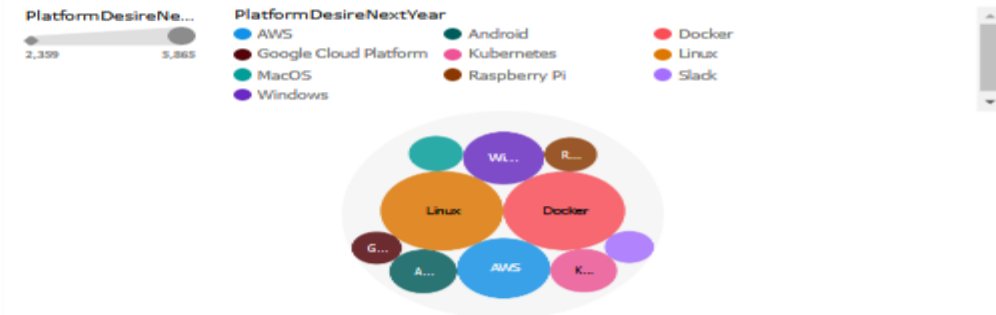 PlatformDesireNe...
2,359 5,865
PlatformDesireNextYear
AWS Android Docker
Google Cloud Platform Kubernetes Linux
MacOS Raspberry Pi Slack
Windows
Wi... R...
Linux Docker
G...
A... AWS K...